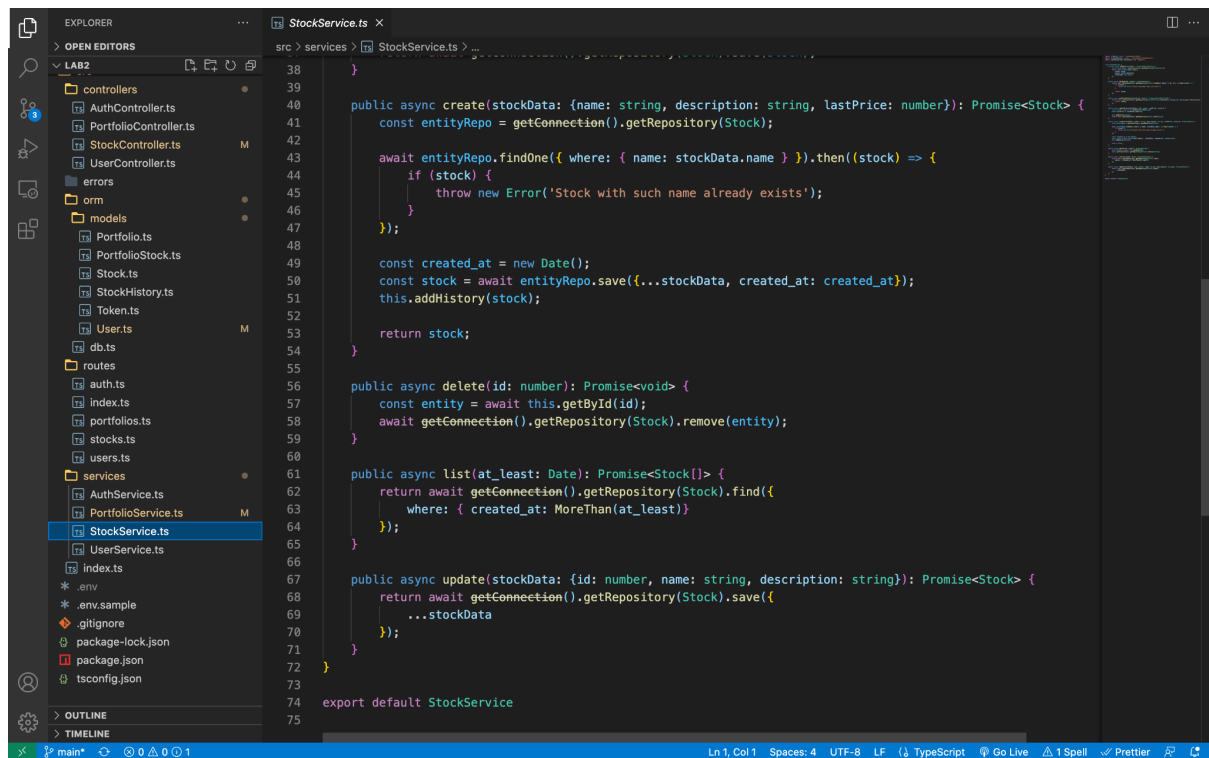 EXPLORER
StockService.ts
OPEN EDITORS
src > services > StockService.ts > ...
LAB2
controllers
AuthController.ts
PortfolioController.ts
StockController.ts M
UserController.ts
errors
orm
models
Portfolio.ts
PortfolioStock.ts
Stock.ts
StockHistory.ts
Token.ts
User.ts M
db.ts
routes
auth.ts
index.ts
portfolios.ts
stocks.ts
users.ts
services
AuthService.ts
PortfolioService.ts M
StockService.ts
UserService.ts
index.ts
.env
.env.sample
.gitignore
package-lock.json
package.json
tsconfig.json
OUTLINE
TIMELINE
3
38 }
39
40 public async create(stockData: {name: string, description: string, lastPrice: number}): Promise<Stock> {
41 const entityRepo = getConnection().getRepository(Stock);
42
43 await entityRepo.findOne({ where: { name: stockData.name } }).then((stock) => {
44 if (stock) {
45 throw new Error('Stock with such name already exists');
46 }
47 });
48
49 const created_at = new Date();
50 const stock = await entityRepo.save({...stockData, created_at: created_at});
51 this.addHistory(stock);
52
53 return stock;
54 }
55
56 public async delete(id: number): Promise<void> {
57 const entity = await this.getById(id);
58 await getConnection().getRepository(Stock).remove(entity);
59 }
60
61 public async list(at_least: Date): Promise<Stock[]> {
62 return await getConnection().getRepository(Stock).find({
63 where: { created_at: MoreThan(at_least)}
64 });
65 }
66
67 public async update(stockData: {id: number, name: string, description: string}): Promise<Stock> {
68 return await getConnection().getRepository(Stock).save({
69 ...stockData
70 });
71 }
72 }
73
74 export default StockService
75
main* 0 0 1 Ln 1, Col 1 Spaces: 4 UTF-8 LF TypeScript Go Live 1 Spell Prettier